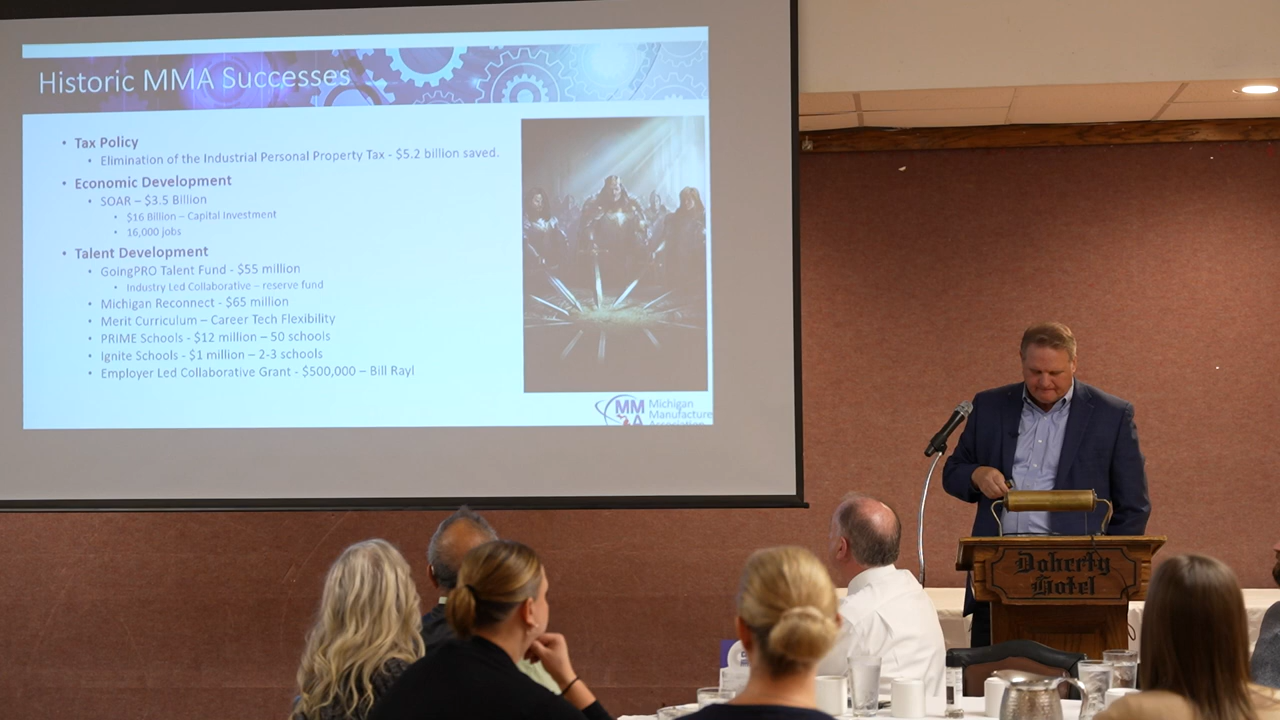 Historic MMA Successes
• Tax Policy
• Elimination of the Industrial Personal Property Tax - $5.2 billion saved.
• Economic Development
• SOAR – $3.5 Billion
• $16 Billion – Capital Investment
• 16,000 jobs
• Talent Development
• GoingPRO Talent Fund - $55 million
• Industry Led Collaborative – reserve fund
• Michigan Reconnect - $65 million
• Merit Curriculum – Career Tech Flexibility
• PRIME Schools - $12 million – 50 schools
• Ignite Schools - $1 million – 2-3 schools
• Employer Led Collaborative Grant - $500,000 – Bill Rayl
MMA
Michigan
Manufacture
Association
Doherty
Hotel